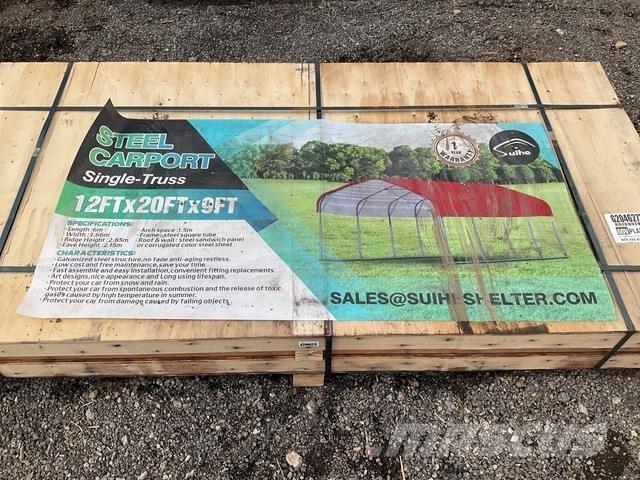 STEEL
CARPORT
Single-Truss
12FTx20FTx9FT
SPECIFICATIONS:
•Length:6m
•Width:3.66m
•Ridge Height:2.85m
•Eave Height:2.15m
•Arch space:1.5m
•Frame:steel square tube
•Roof & wall: steel sandwich panel
or corrugated color steel sheet
CHARACTERISTICS:
•Galvanized steel structure,no fade anti-aging restless.
•Low cost and free maintenance,save your time.
•Fast assemble and easy installation,convenient fitting replacements.
•Art designs,nice appearance and Long using lifespan.
•Protect your car from snow and rain.
•Protect your car from spontaneous combustion and the release of toxic
gases caused by high temperature in summer.
•Protect your car damage caused by falling objects.
1
YEAR
WARRANTY
Suihe
SALES@SUIHESHELTER.COM
62046272
Mascus